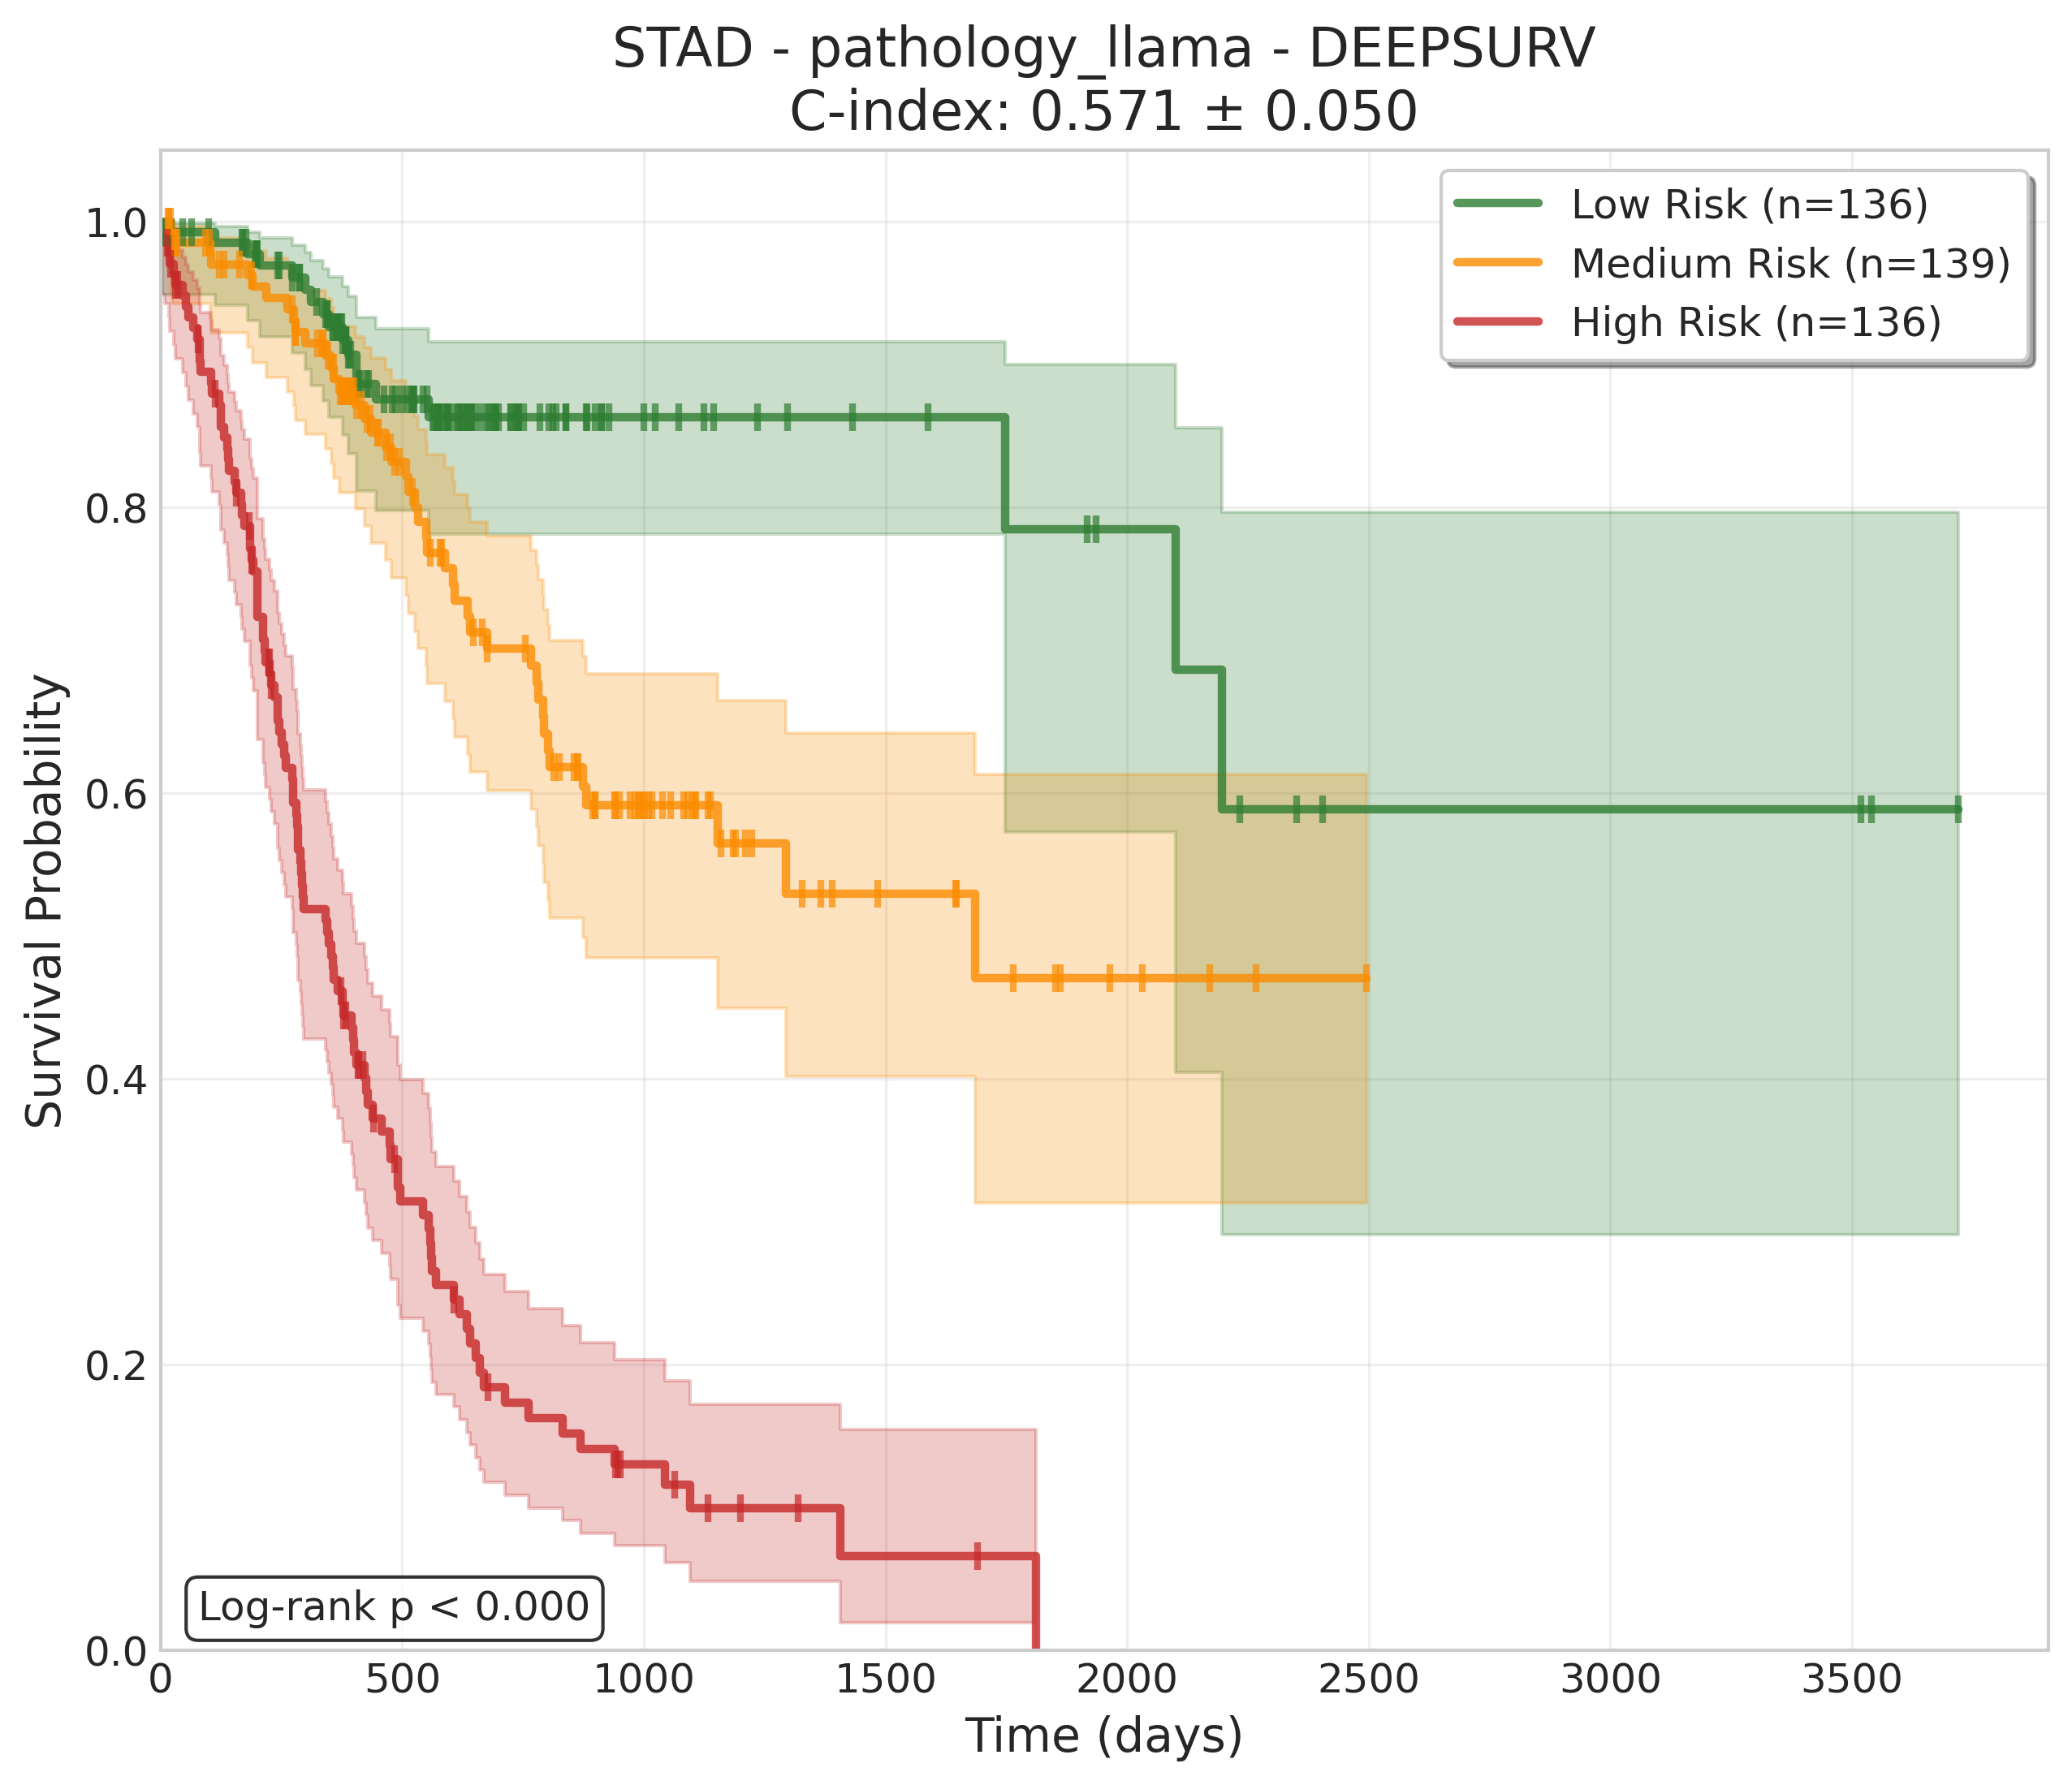 STAD - pathology_llama - DEEPSURV
C-index: 0.571 ± 0.050
Low Risk (n=136)
Medium Risk (n=139)
High Risk (n=136)
Survival Probability
1.0
0.8
0.6
0.4
0.2
0.0
Log-rank p < 0.000
0 500 1000 1500 2000 2500 3000 3500
Time (days)